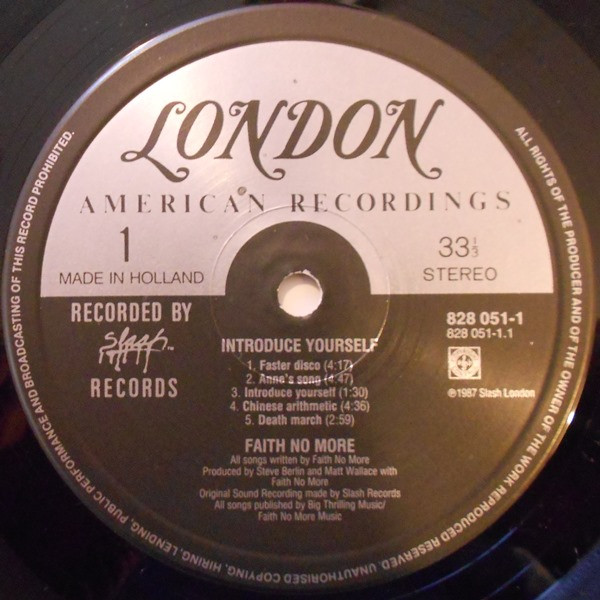 LONDON
AMERICAN RECORDINGS
1
33 1/3
MADE IN HOLLAND
STEREO
RECORDED BY
slash™
RECORDS
828 051-1
828 051-1.1
℗1987 Slash London
INTRODUCE YOURSELF
1. Faster disco (4:17)
2. Anne's song (4:47)
3. Introduce yourself (1:30)
4. Chinese arithmetic (4:36)
5. Death march (2:59)
FAITH NO MORE
All songs written by Faith No More
Produced by Steve Berlin and Matt Wallace with
Faith No More
Original Sound Recording made by Slash Records
All songs published by Big Thrilling Music/
Faith No More Music
ALL RIGHTS OF THE PRODUCER AND OF THE OWNER OF THE WORK REPRODUCED RESERVED. UNAUTHORISED COPYING, HIRING, LENDING, PUBLIC PERFORMANCE AND BROADCASTING OF THIS RECORD PROHIBITED.